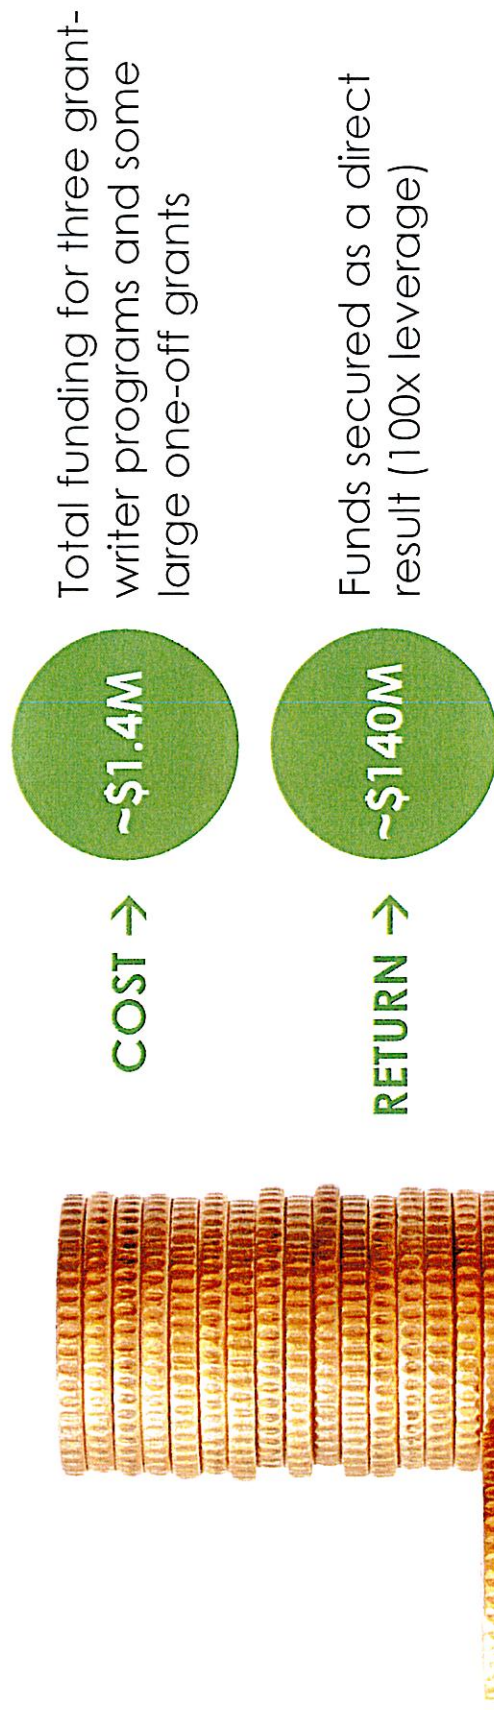 COST →
~$1.4M
Total funding for three grant-
writer programs and some
large one-off grants
RETURN →
~$140M
Funds secured as a direct
result (100x leverage)